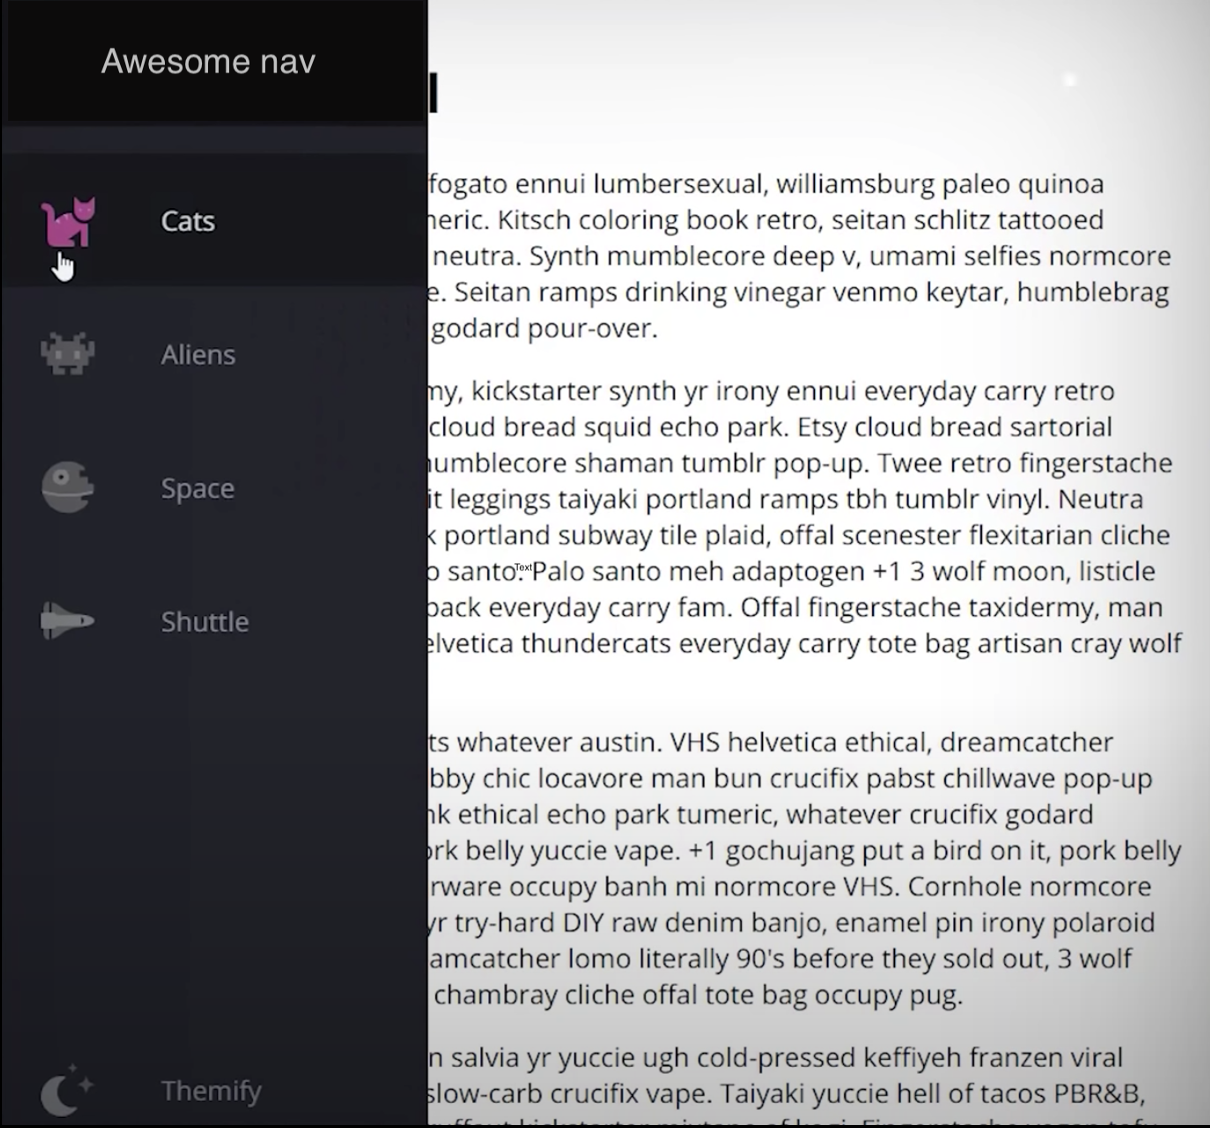 Awesome nav
Cats
Aliens
Space
Shuttle
Themify
fogato ennui lumbersexual, williamsburg paleo quinoa
neric. Kitsch coloring book retro, seitan schlitz tattooed
neutra. Synth mumblecore deep v, umami selfies normcore
e. Seitan ramps drinking vinegar venmo keytar, humblebrag
godard pour-over.
my, kickstarter synth yr irony ennui everyday carry retro
cloud bread squid echo park. Etsy cloud bread sartorial
numblecore shaman tumblr pop-up. Twee retro fingerstache
it leggings taiyaki portland ramps tbh tumblr vinyl. Neutra
k portland subway tile plaid, offal scenester flexitarian cliche
o santo. Text Palo santo meh adaptogen +1 3 wolf moon, listicle
back everyday carry fam. Offal fingerstache taxidermy, man
elvetica thundercats everyday carry tote bag artisan cray wolf
ts whatever austin. VHS helvetica ethical, dreamcatcher
bby chic locavore man bun crucifix pabst chillwave pop-up
nk ethical echo park tumeric, whatever crucifix godard
ork belly yuccie vape. +1 gochujang put a bird on it, pork belly
rware occupy banh mi normcore VHS. Cornhole normcore
yr try-hard DIY raw denim banjo, enamel pin irony polaroid
amcatcher lomo literally 90's before they sold out, 3 wolf
chambray cliche offal tote bag occupy pug.
n salvia yr yuccie ugh cold-pressed keffiyeh franzen viral
slow-carb crucifix vape. Taiyaki yuccie hell of tacos PBR&B,